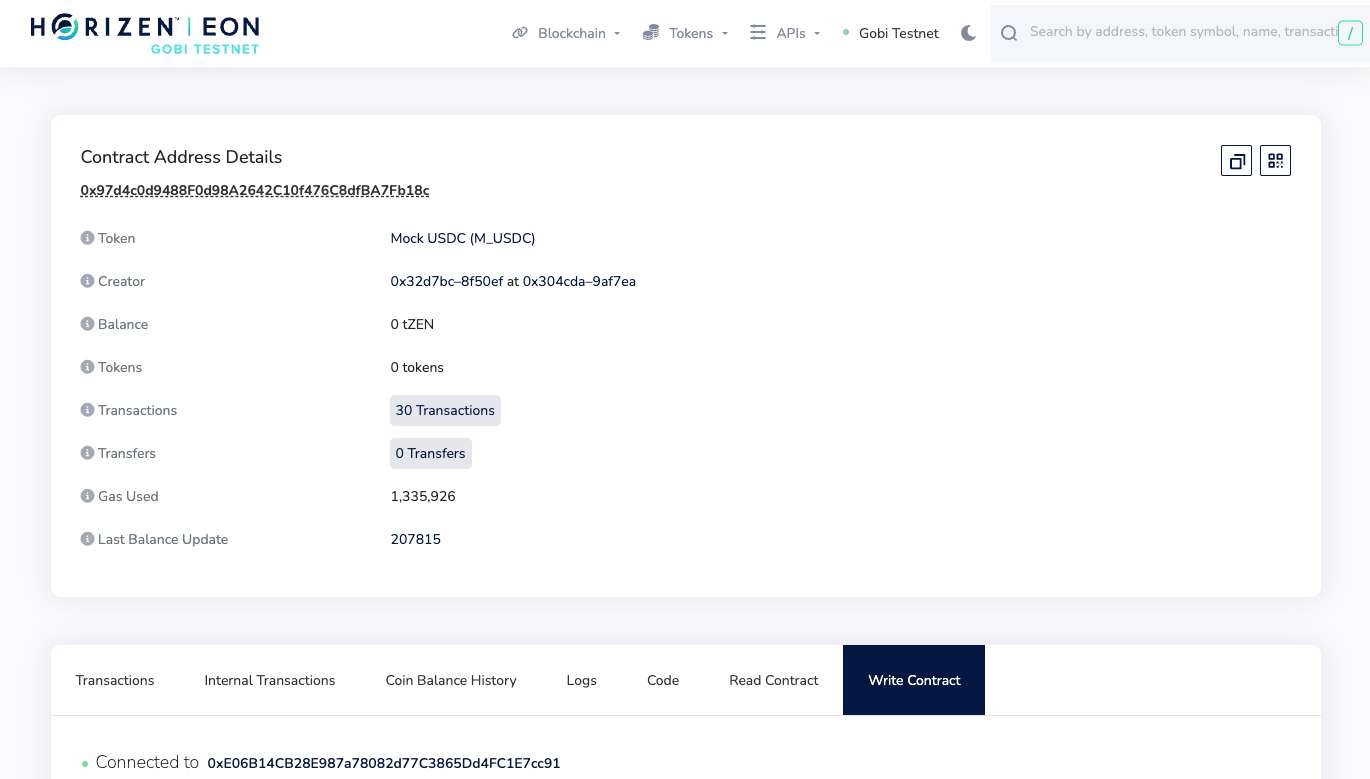 HORIZEN™ | EON
GOBI TESTNET
Blockchain
Tokens
APIs
Gobi Testnet
Search by address, token symbol, name, transacti
/
Contract Address Details
0x97d4c0d9488F0d98A2642C10f476C8dfBA7Fb18c
Token Mock USDC (M_USDC)
Creator 0x32d7bc–8f50ef at 0x304cda–9af7ea
Balance 0 tZEN
Tokens 0 tokens
Transactions 30 Transactions
Transfers 0 Transfers
Gas Used 1,335,926
Last Balance Update 207815
Transactions Internal Transactions Coin Balance History Logs Code Read Contract Write Contract
Connected to 0xE06B14CB28E987a78082d77C3865Dd4FC1E7cc91